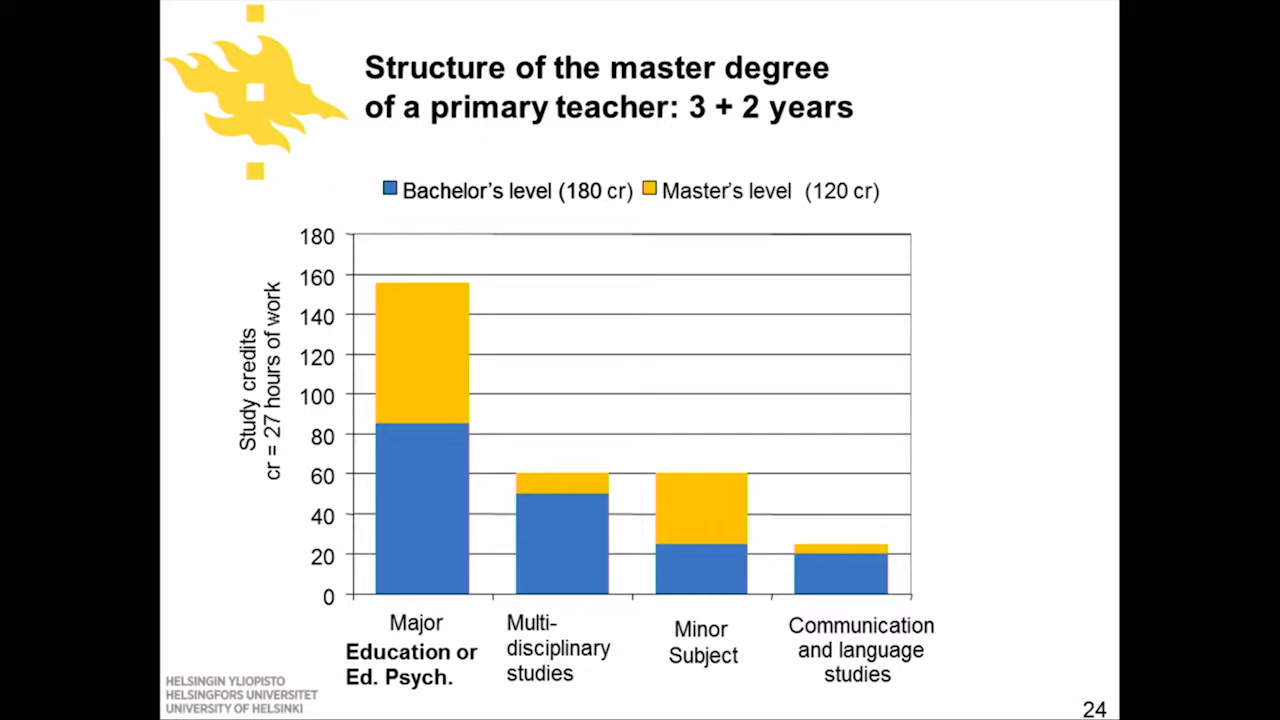 Structure of the master degree
of a primary teacher: 3 + 2 years
Bachelor's level (180 cr) Master's level (120 cr)
Study credits
cr = 27 hours of work
180
160
140
120
100
80
60
40
20
0
Major
Education or
Ed. Psych.
Multi-
disciplinary
studies
Minor
Subject
Communication
and language
studies
HELSINGIN YLIOPISTO
HELSINGFORS UNIVERSITET
UNIVERSITY OF HELSINKI
24